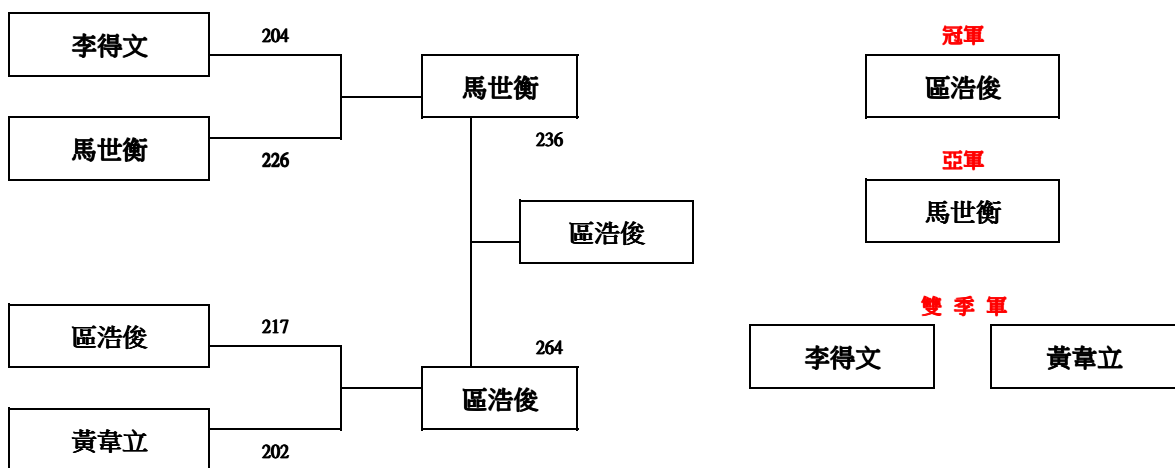 李得文
204
馬世衡
226
馬世衡
236
區浩俊
區浩俊
217
264
區浩俊
黃韋立
202
冠軍
區浩俊
亞軍
馬世衡
雙 季 軍
李得文
黃韋立